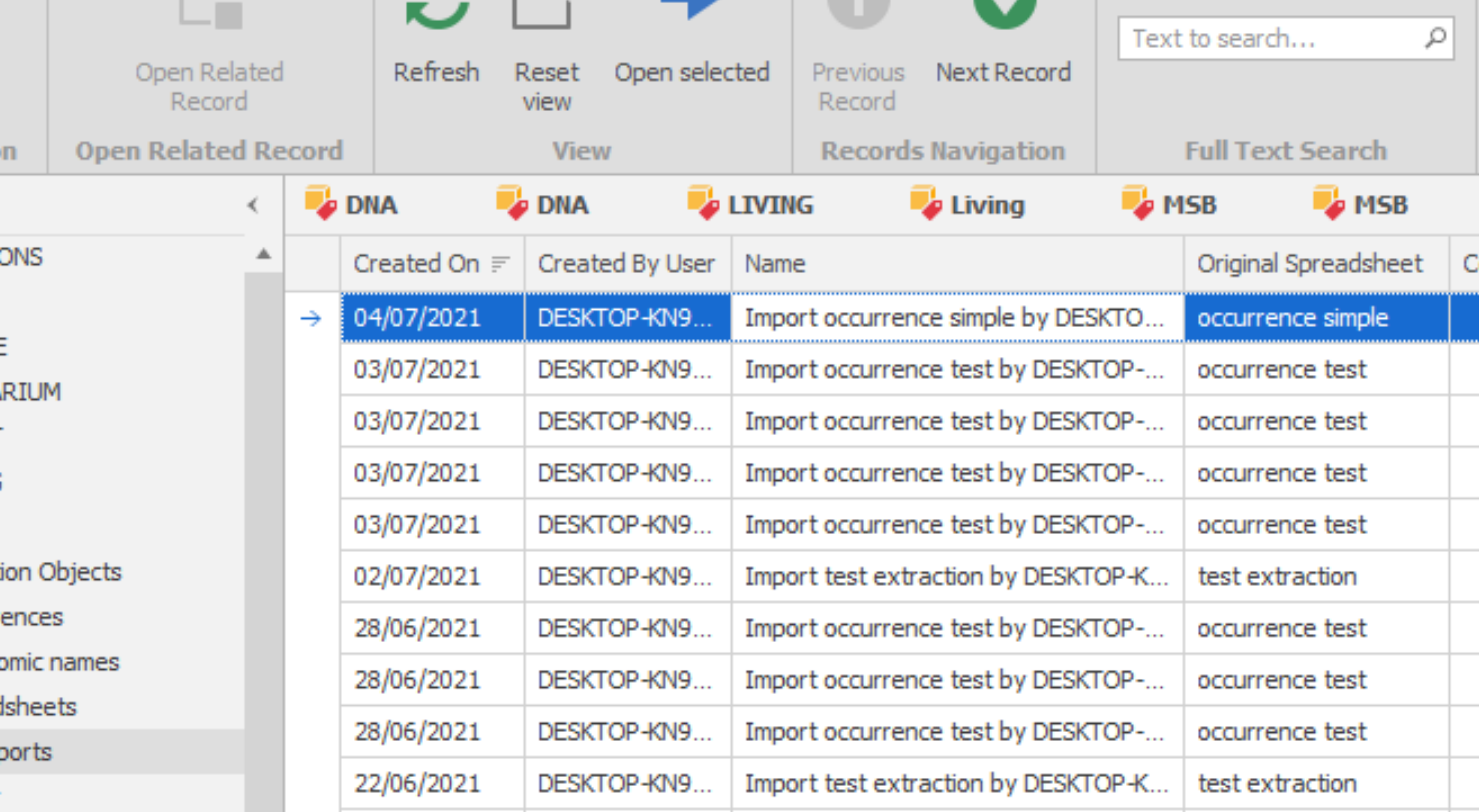 Open Related
Record
Refresh
Reset
view
Open selected
Previous
Record
Next Record
Text to search...
Open Related Record
View
Records Navigation
Full Text Search
DNA DNA LIVING Living MSB MSB
ONS
E
ARIUM
ion Objects
ences
omic names
dsheets
ports
Created On Created By User Name Original Spreadsheet
04/07/2021 DESKTOP-KN9... Import occurrence simple by DESKTO... occurrence simple
03/07/2021 DESKTOP-KN9... Import occurrence test by DESKTOP-... occurrence test
03/07/2021 DESKTOP-KN9... Import occurrence test by DESKTOP-... occurrence test
03/07/2021 DESKTOP-KN9... Import occurrence test by DESKTOP-... occurrence test
03/07/2021 DESKTOP-KN9... Import occurrence test by DESKTOP-... occurrence test
02/07/2021 DESKTOP-KN9... Import test extraction by DESKTOP-K... test extraction
28/06/2021 DESKTOP-KN9... Import occurrence test by DESKTOP-... occurrence test
28/06/2021 DESKTOP-KN9... Import occurrence test by DESKTOP-... occurrence test
28/06/2021 DESKTOP-KN9... Import occurrence test by DESKTOP-... occurrence test
22/06/2021 DESKTOP-KN9... Import test extraction by DESKTOP-K... test extraction